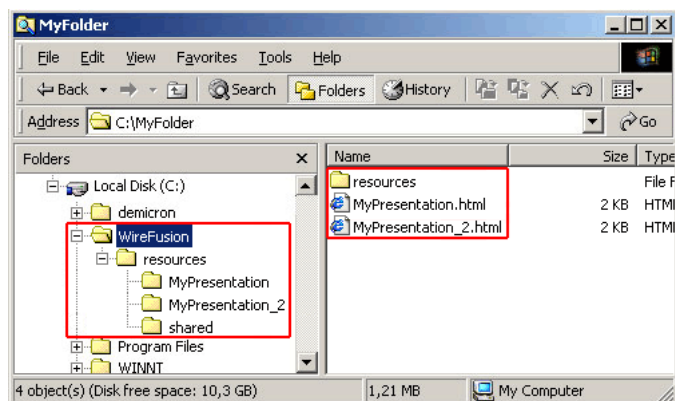 MyFolder
File Edit View Favorites Tools Help
Back Search Folders History
Address C:\MyFolder Go
Folders
Local Disk (C:)
demicron
WireFusion
resources
MyPresentation
MyPresentation_2
shared
Program Files
WINNT
Name Size Type
resources File F
MyPresentation.html 2 KB HTML
MyPresentation_2.html 2 KB HTML
4 object(s) (Disk free space: 10,3 GB) 1,21 MB My Computer